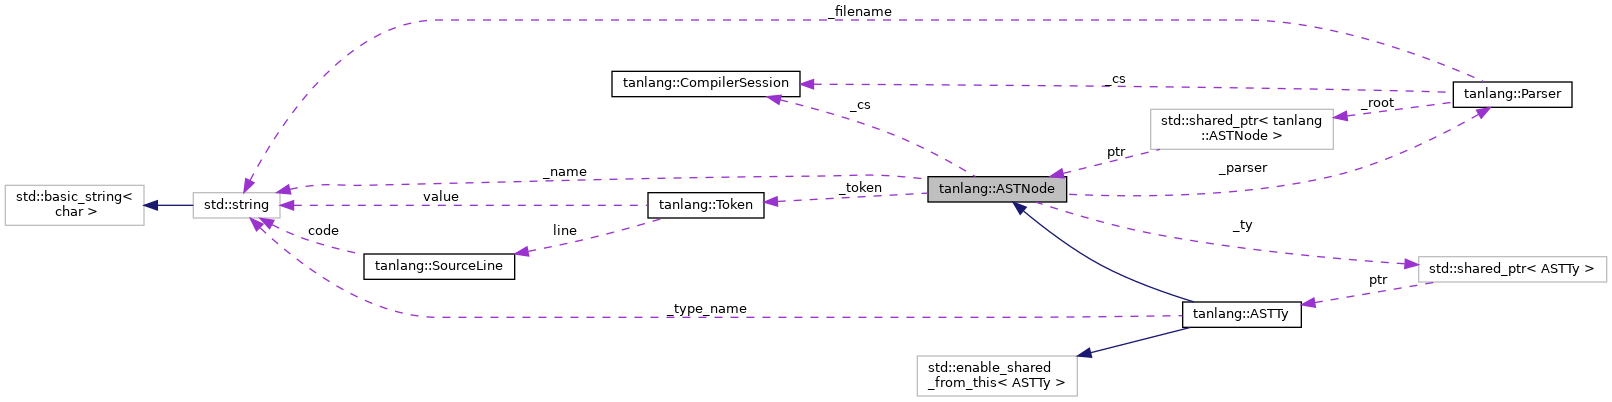 _filename
tanlang::CompilerSession
_cs
tanlang::Parser
_cs
_root
std::shared_ptr< tanlang
::ASTNode >
ptr
_parser
_name
_token
tanlang::ASTNode
std::basic_string<
char >
std::string
value
tanlang::Token
code
line
_ty
tanlang::SourceLine
std::shared_ptr< ASTTy >
ptr
_type_name
tanlang::ASTTy
std::enable_shared
_from_this< ASTTy >